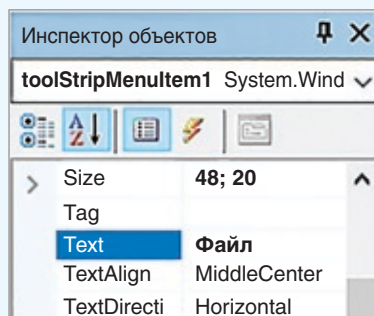 Инспектор объектов
toolStripMenuItem1 System.Wind
Size 48; 20
Tag
Text Файл
TextAlign MiddleCenter
TextDirecti Horizontal